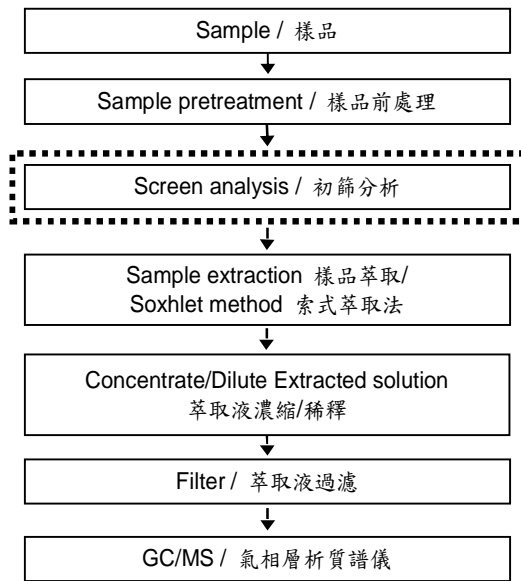 Sample / 樣品
Sample pretreatment / 樣品前處理
Screen analysis / 初篩分析
Sample extraction 樣品萃取/
Soxhlet method 索式萃取法
Concentrate/Dilute Extracted solution
萃取液濃縮/稀釋
Filter / 萃取液過濾
GC/MS / 氣相層析質譜儀